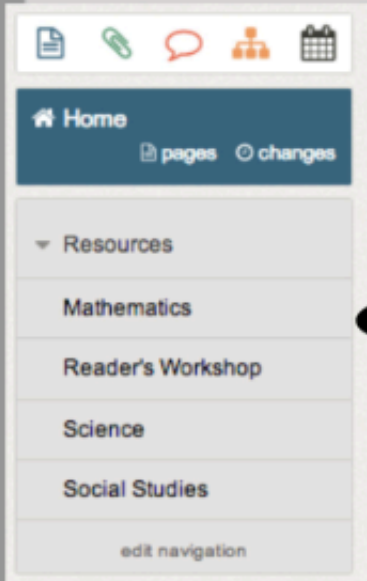 Home
pages changes
Resources
Mathematics
Reader's Workshop
Science
Social Studies
edit navigation